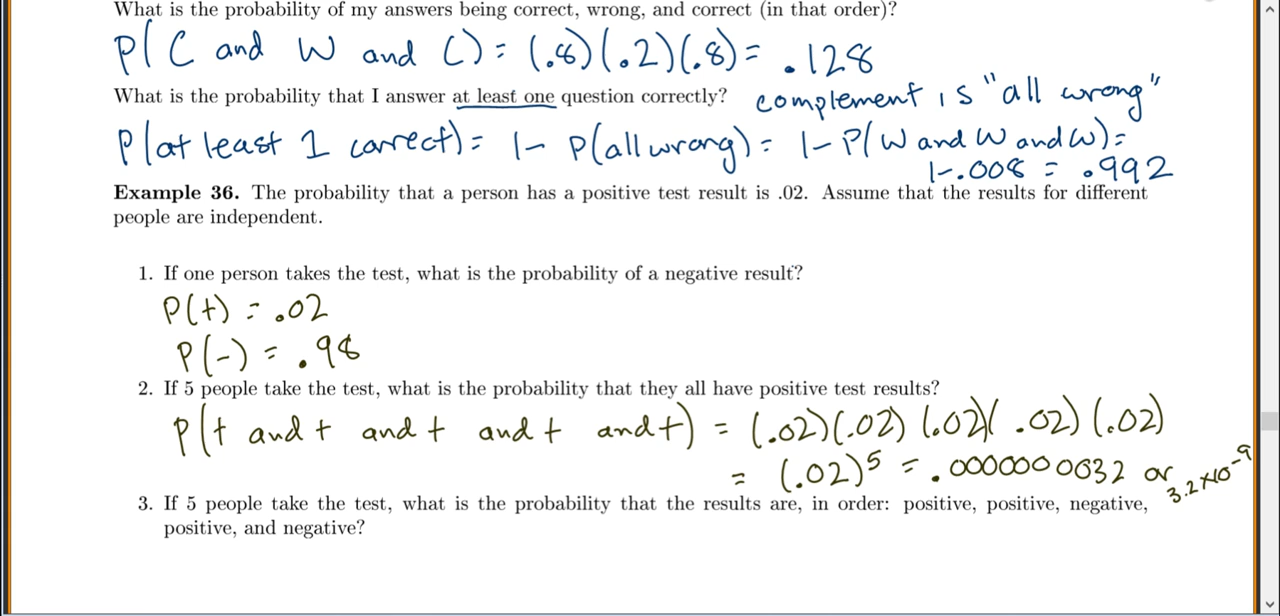 What is the probability of my answers being correct, wrong, and correct (in that order)?
P( C and W and C) = (.8)(.2)(.8) = .128
What is the probability that I answer at least one question correctly? complement is "all wrong"
P(at least 1 correct) = 1- P(all wrong) = 1-P(W and W and W) =
1-.008 = .992
Example 36. The probability that a person has a positive test result is .02. Assume that the results for different
people are independent.
1. If one person takes the test, what is the probability of a negative result?
P(+) = .02
P(-) = .98
2. If 5 people take the test, what is the probability that they all have positive test results?
P(+ and + and + and + and +) = (.02)(.02)(.02)(.02)(.02)
= (.02)^5 = .0000000032 or 3.2×10^-9
3. If 5 people take the test, what is the probability that the results are, in order: positive, positive, negative,
positive, and negative?